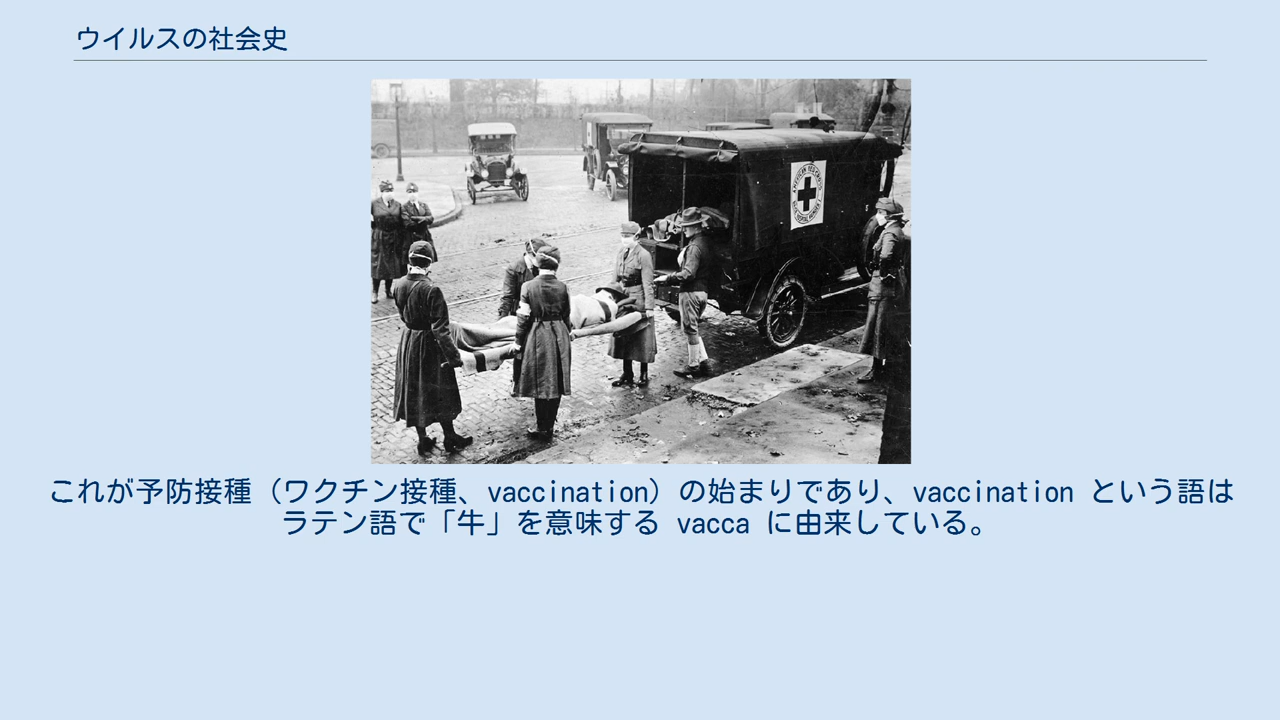 ウイルスの社会史
これが予防接種（ワクチン接種、vaccination）の始まりであり、vaccination という語は
ラテン語で「牛」を意味する vacca に由来している。